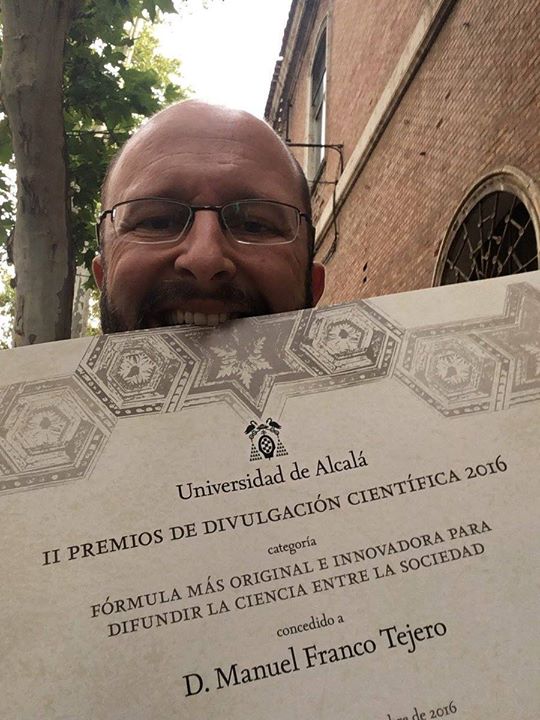 Universidad de Alcalá
II PREMIOS DE DIVULGACIÓN CIENTÍFICA 2016
categoría
FÓRMULA MÁS ORIGINAL E INNOVADORA PARA
DIFUNDIR LA CIENCIA ENTRE LA SOCIEDAD
concedido a
D. Manuel Franco Tejero
de 2016